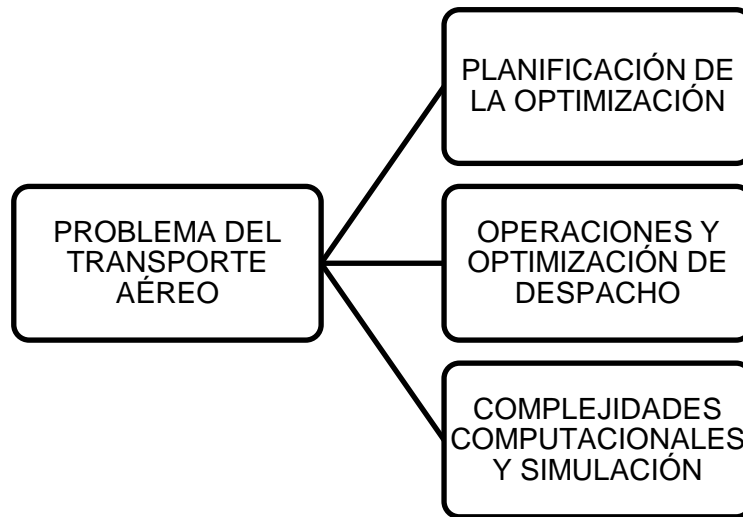 PROBLEMA DEL
TRANSPORTE
AÉREO
PLANIFICACIÓN DE
LA OPTIMIZACIÓN
OPERACIONES Y
OPTIMIZACIÓN DE
DESPACHO
COMPLEJIDADES
COMPUTACIONALES
Y SIMULACIÓN